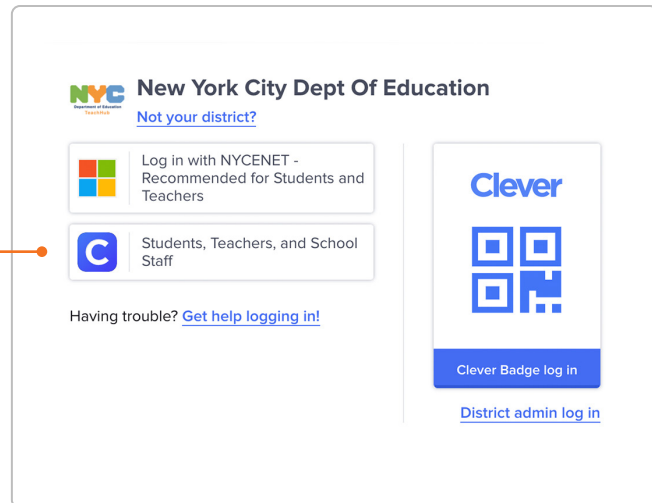 NYC
Department of Education
TeachHub
New York City Dept Of Education
Not your district?
Log in with NYCENET -
Recommended for Students and
Teachers
C
Students, Teachers, and School
Staff
Having trouble? Get help logging in!
Clever
Clever Badge log in
District admin log in